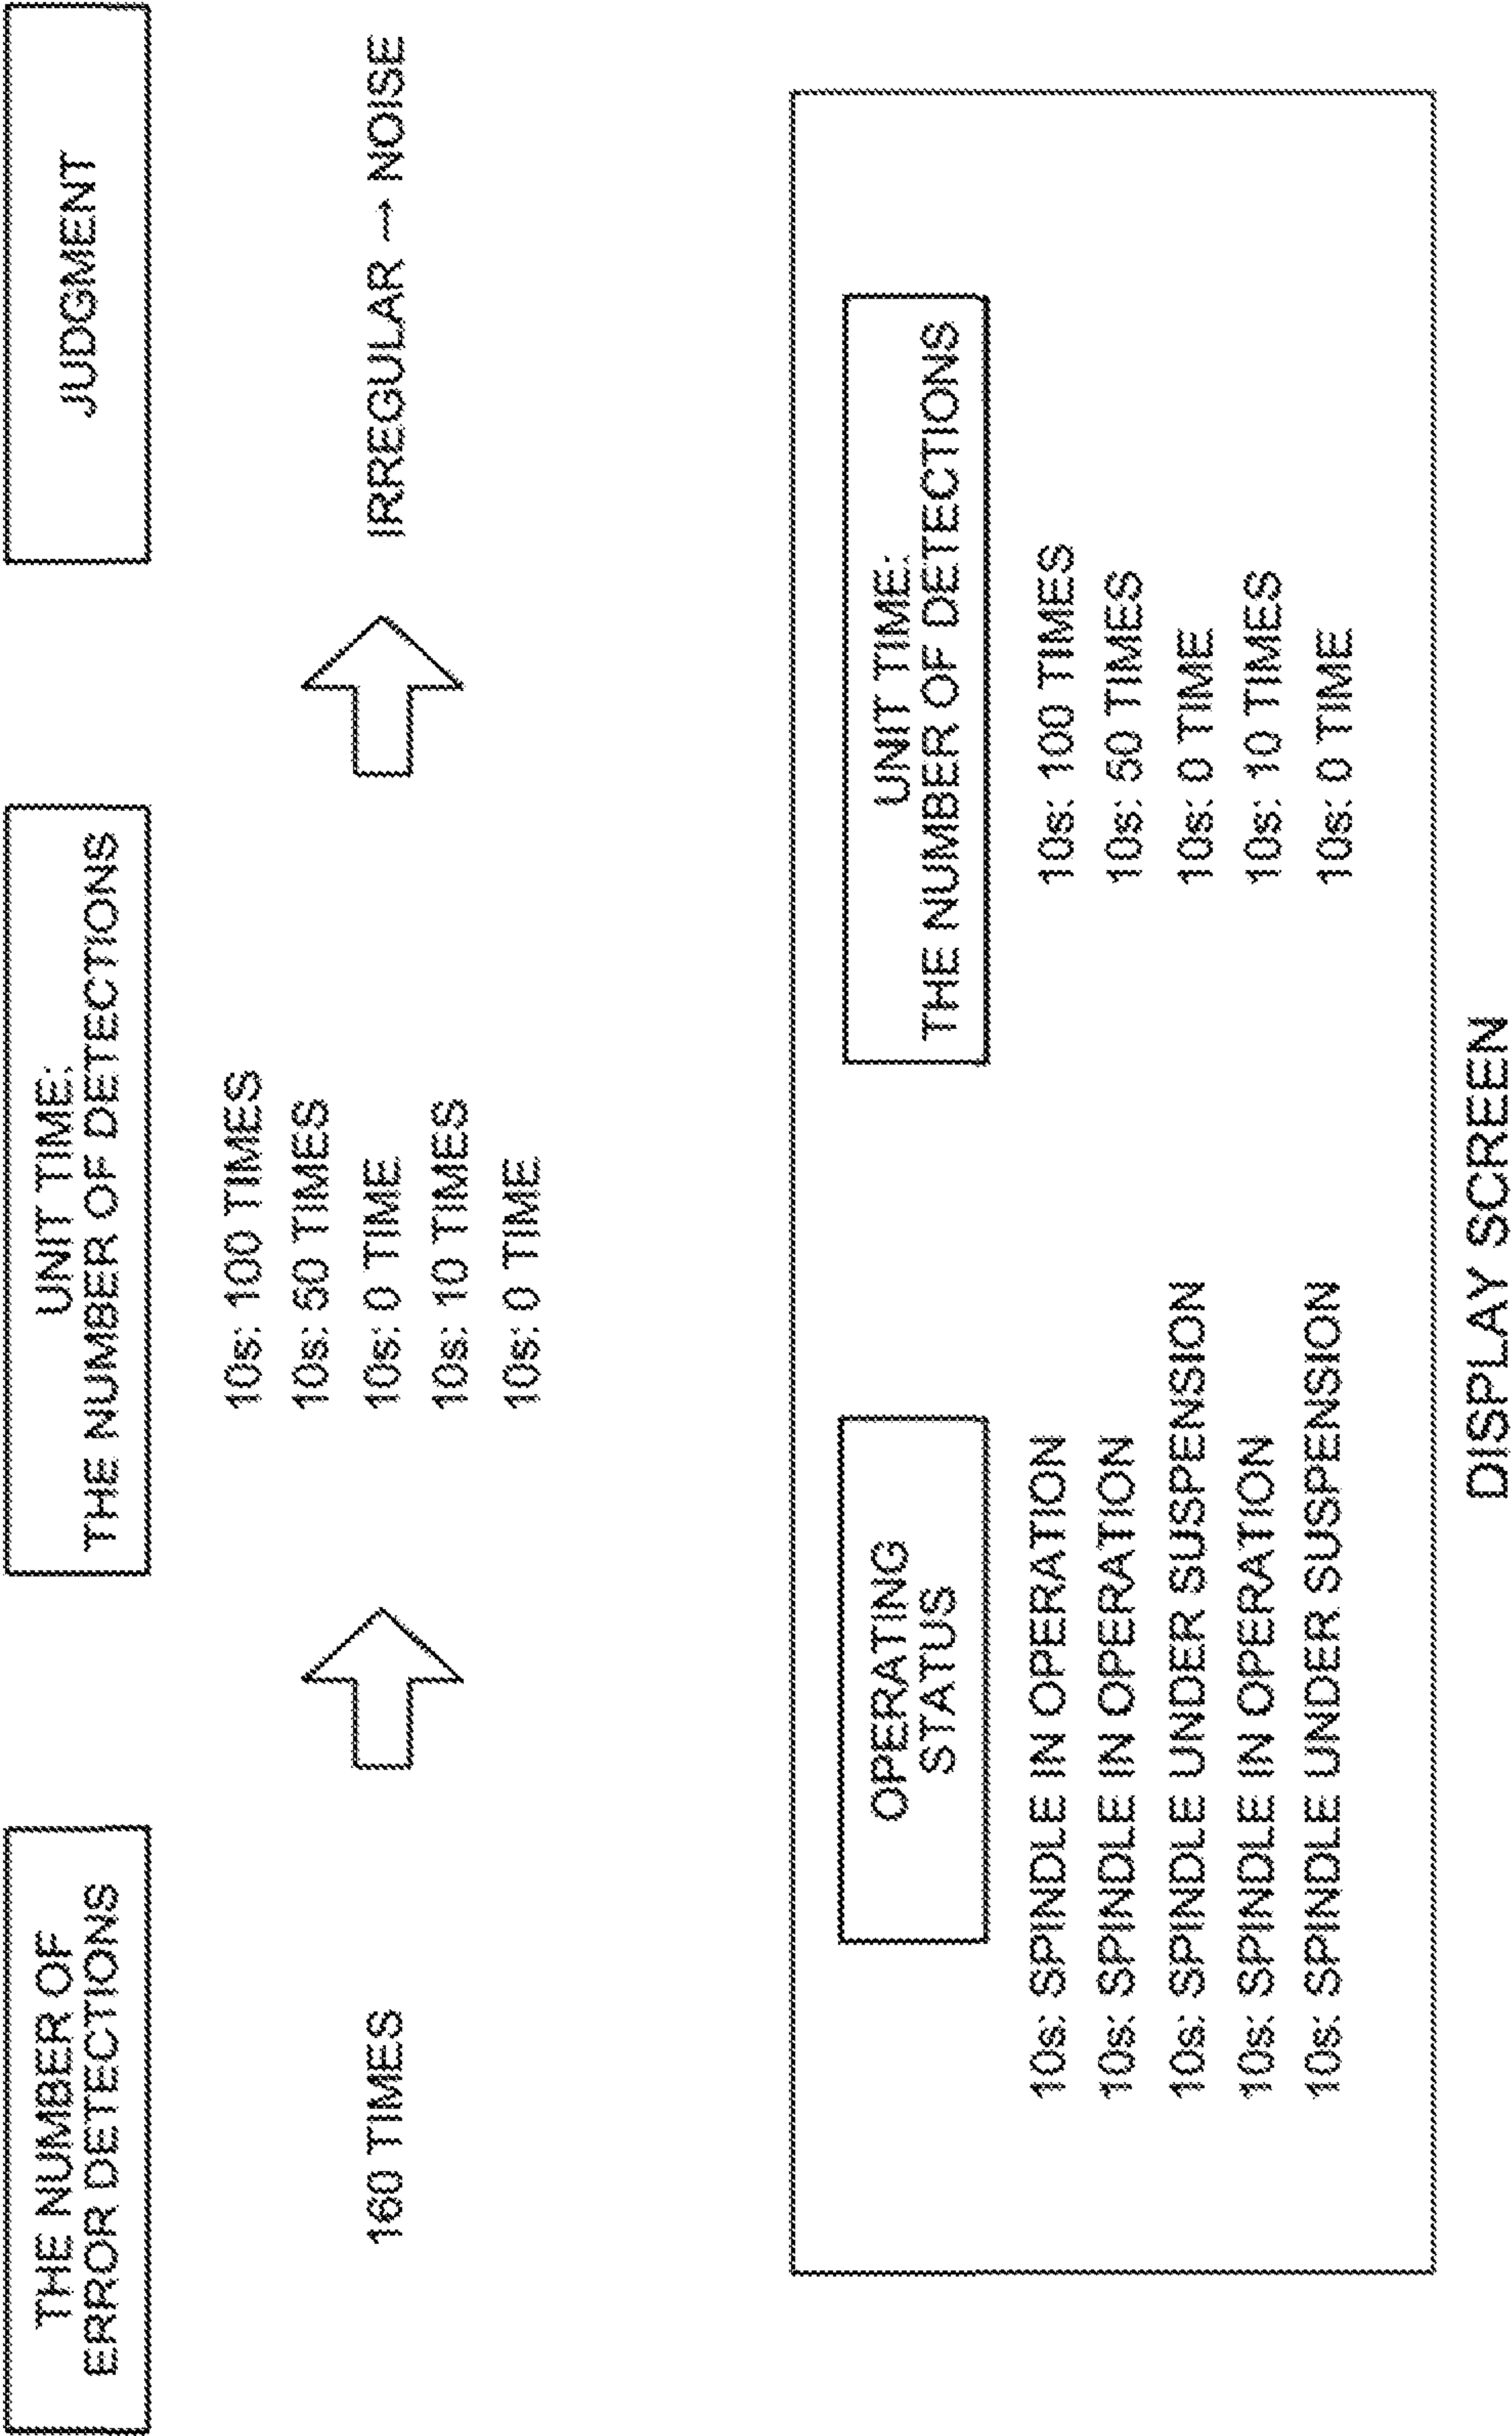 THE NUMBER OF
ERROR DETECTIONS
160 TIMES
UNIT TIME:
THE NUMBER OF DETECTIONS
10s: 100 TIMES
10s: 50 TIMES
10s: 0 TIME
10s: 10 TIMES
10s: 0 TIME
JUDGMENT
IRREGULAR → NOISE
OPERATING
STATUS
10s: SPINDLE IN OPERATION
10s: SPINDLE IN OPERATION
10s: SPINDLE UNDER SUSPENSION
10s: SPINDLE IN OPERATION
10s: SPINDLE UNDER SUSPENSION
UNIT TIME:
THE NUMBER OF DETECTIONS
10s: 100 TIMES
10s: 50 TIMES
10s: 0 TIME
10s: 10 TIMES
10s: 0 TIME
DISPLAY SCREEN